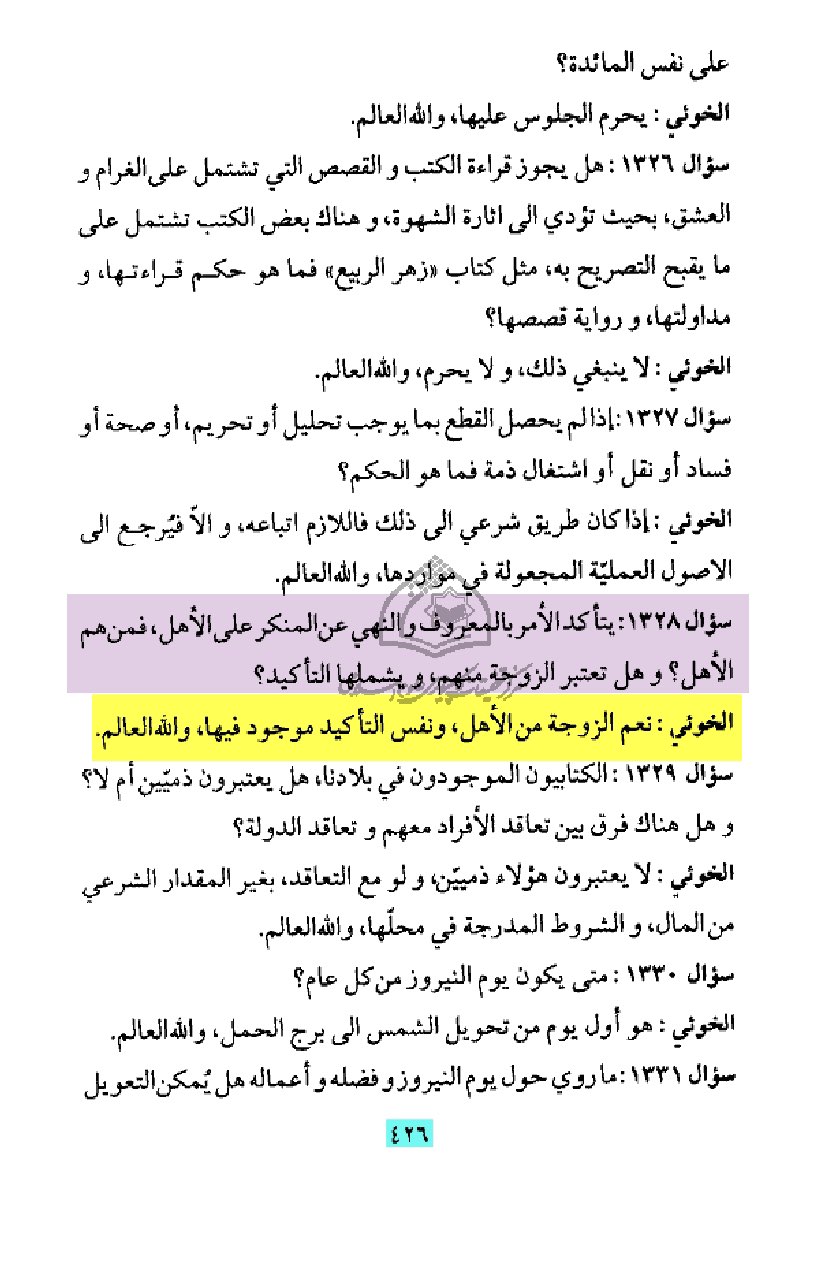 على نفس المائدة؟
الخوئي : يحرم الجلوس عليها، والله العالم.
سؤال ١٣٢٦ : هل يجوز قراءة الكتب و القصص التي تشتمل على الغرام و
العشق، بحيث تؤدي الى اثارة الشهوة، و هناك بعض الكتب تشتمل على
ما يقبح التصريح به، مثل كتاب «زهر الربيع» فما هو حكم قراءتها، و
مداولتها، و رواية قصصها؟
الخوئي : لا ينبغي ذلك، و لا يحرم، والله العالم.
سؤال ١٣٢٧ : إذا لم يحصل القطع بما يوجب تحليل أو تحريم، أو صحة أو
فساد أو نقل أو اشتغال ذمة فما هو الحكم؟
الخوئي : إذا كان طريق شرعي الى ذلك فاللازم اتباعه، و الاّ فيُرجع الى
الاصول العمليّة المجعولة في مواردها، والله العالم.
سؤال ١٣٢٨ : يتأكد الأمر بالمعروف و النهي عن المنكر على الأهل، فمن هم
الأهل؟ و هل تعتبر الزوجة منهم، و يشملها التأكيد؟
الخوئي : نعم الزوجة من الأهل، ونفس التأكيد موجود فيها، والله العالم.
سؤال ١٣٢٩ : الكتابيون الموجودون في بلادنا، هل يعتبرون ذميّين أم لا؟
و هل هناك فرق بين تعاقد الأفراد معهم و تعاقد الدولة؟
الخوئي : لا يعتبرون هؤلاء ذمييّن، و لو مع التعاقد، بغير المقدار الشرعي
من المال، و الشروط المدرجة في محلّها، والله العالم.
سؤال ١٣٣٠ : متى يكون يوم النيروز من كل عام؟
الخوئي : هو أول يوم من تحويل الشمس الى برج الحمل، والله العالم.
سؤال ١٣٣١ : ما روي حول يوم النيروز و فضله و أعماله هل يُمكن التعويل
٤٢٦